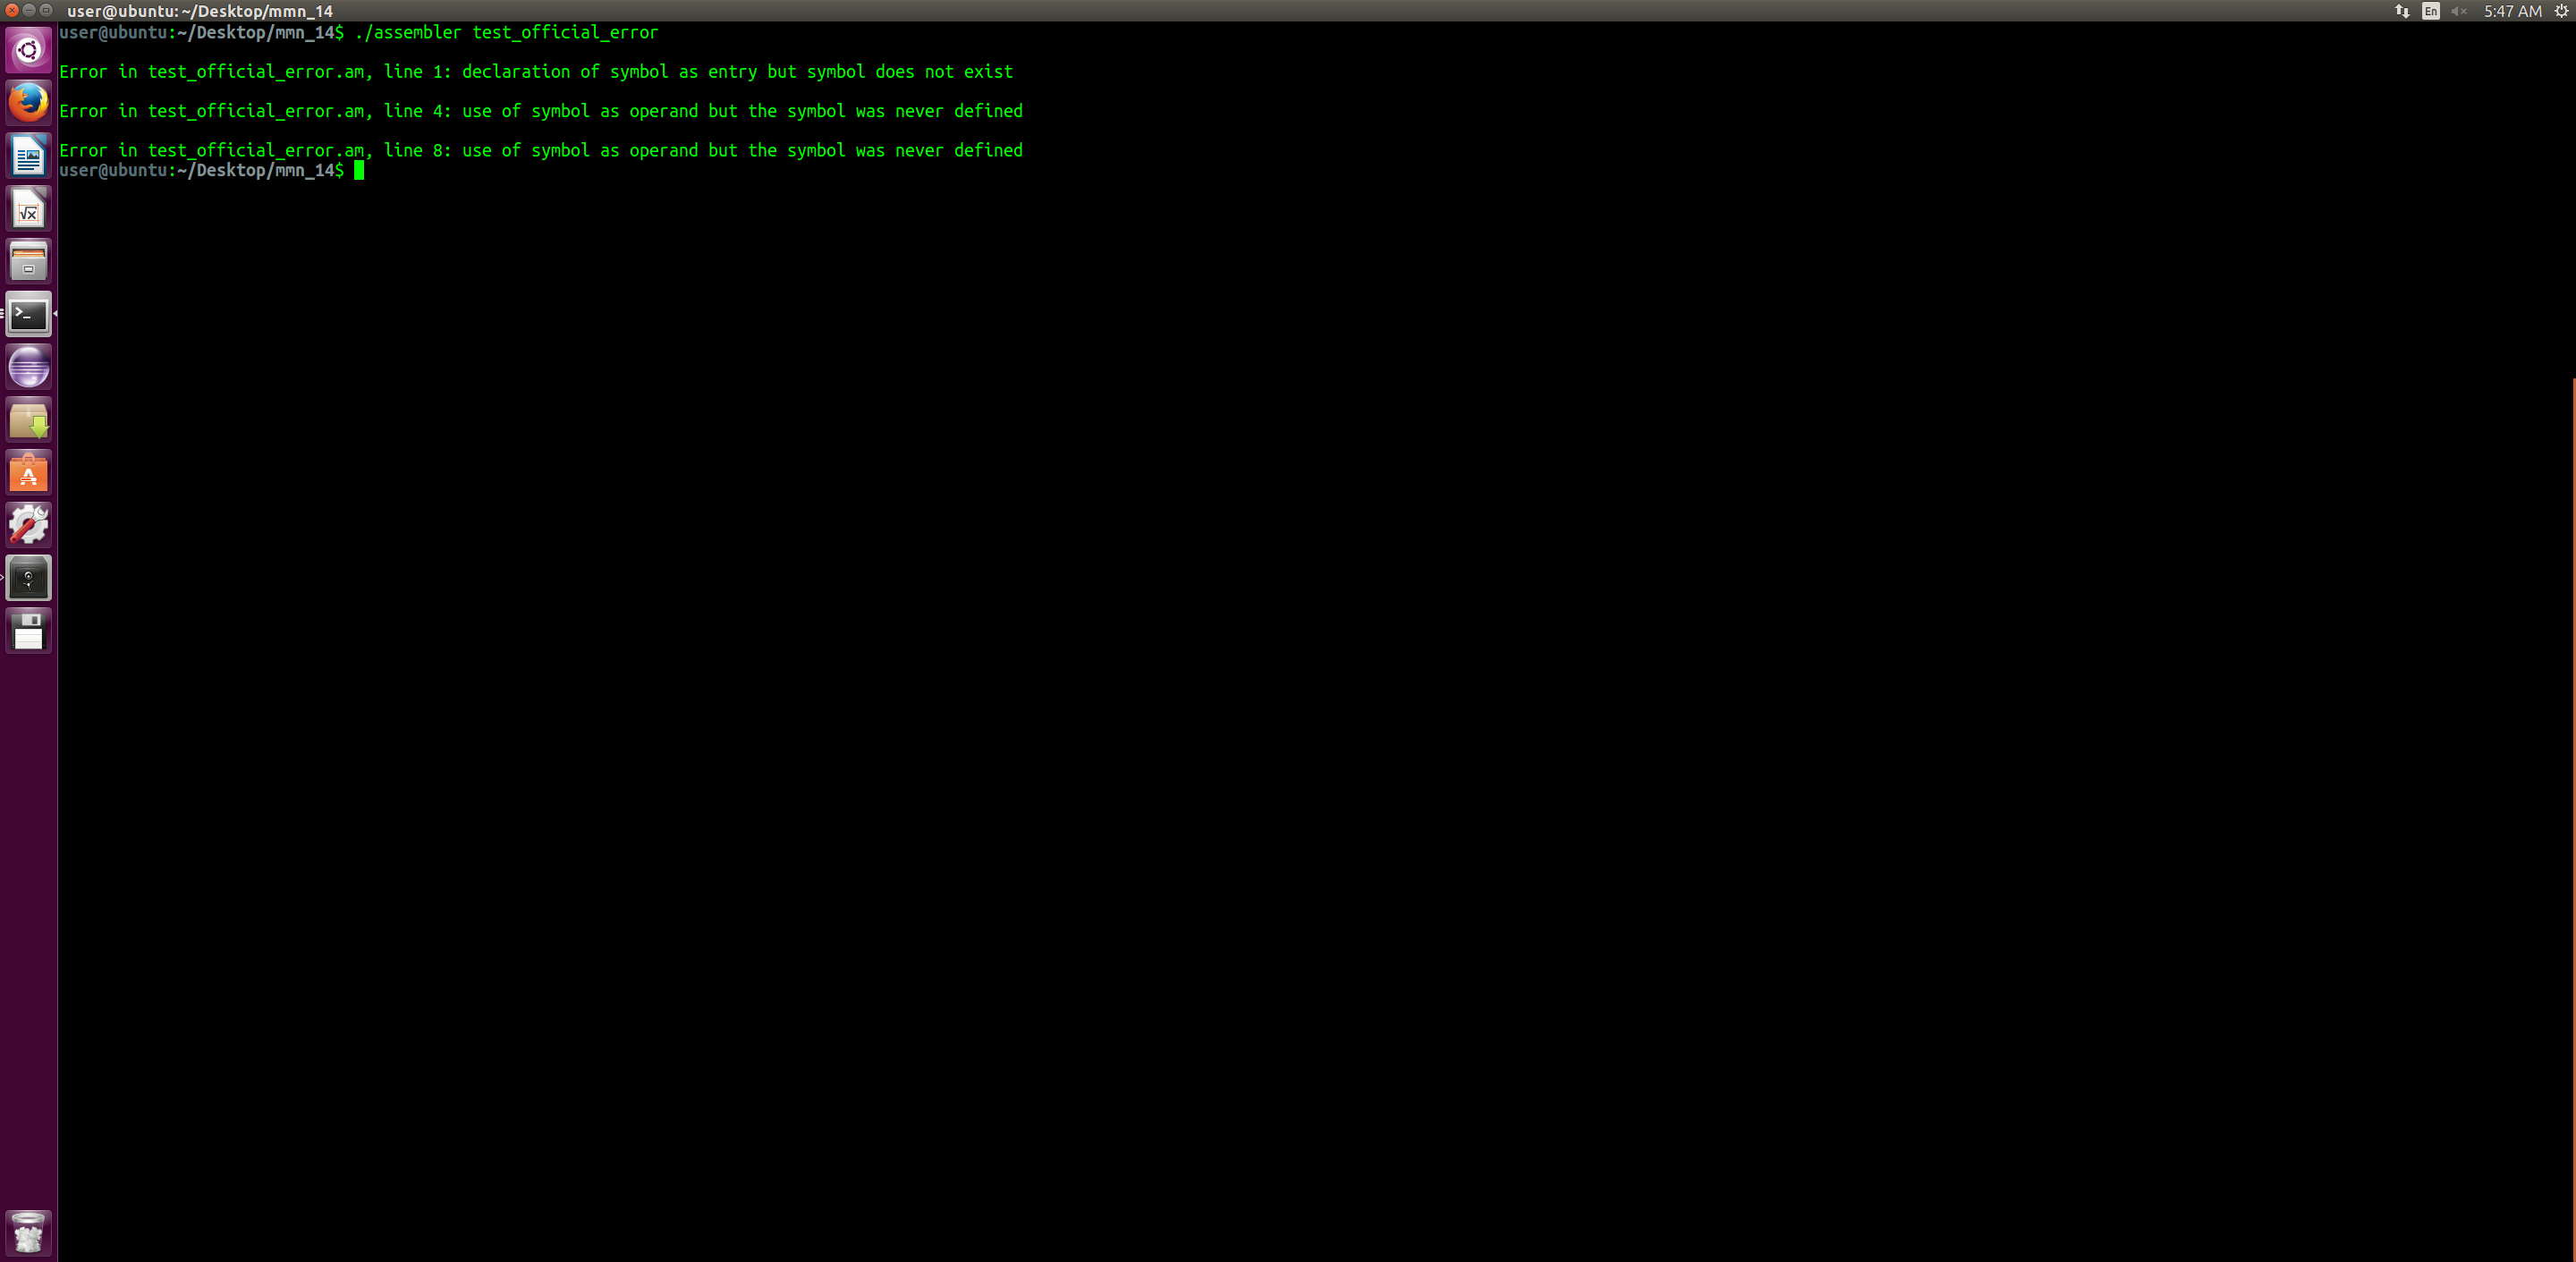 user@ubuntu: ~/Desktop/mmn_14
En
5:47 AM
user@ubuntu:~/Desktop/mmn_14$ ./assembler test_official_error
Error in test_official_error.am, line 1: declaration of symbol as entry but symbol does not exist
Error in test_official_error.am, line 4: use of symbol as operand but the symbol was never defined
Error in test_official_error.am, line 8: use of symbol as operand but the symbol was never defined
user@ubuntu:~/Desktop/mmn_14$